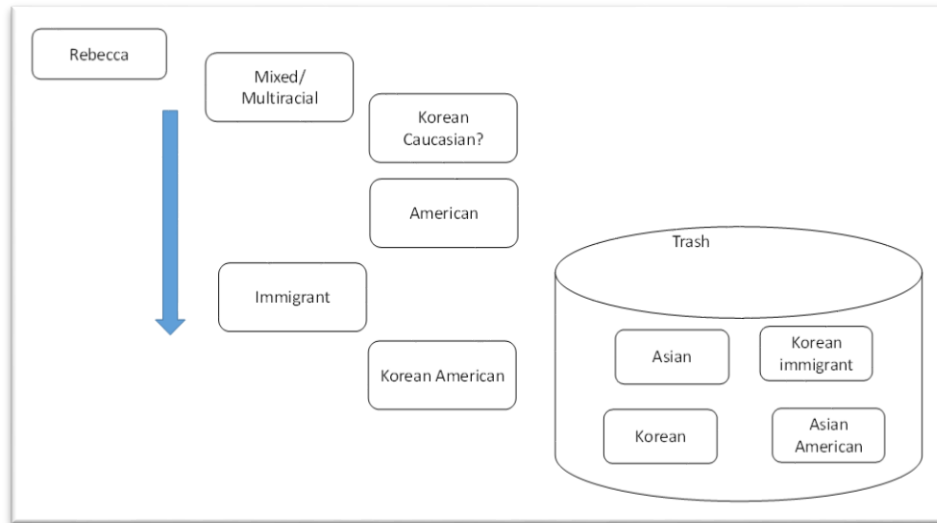 Rebecca
Mixed/
Multiracial
Korean
Caucasian?
American
Immigrant
Korean American
Trash
Asian
Korean
immigrant
Korean
Asian
American